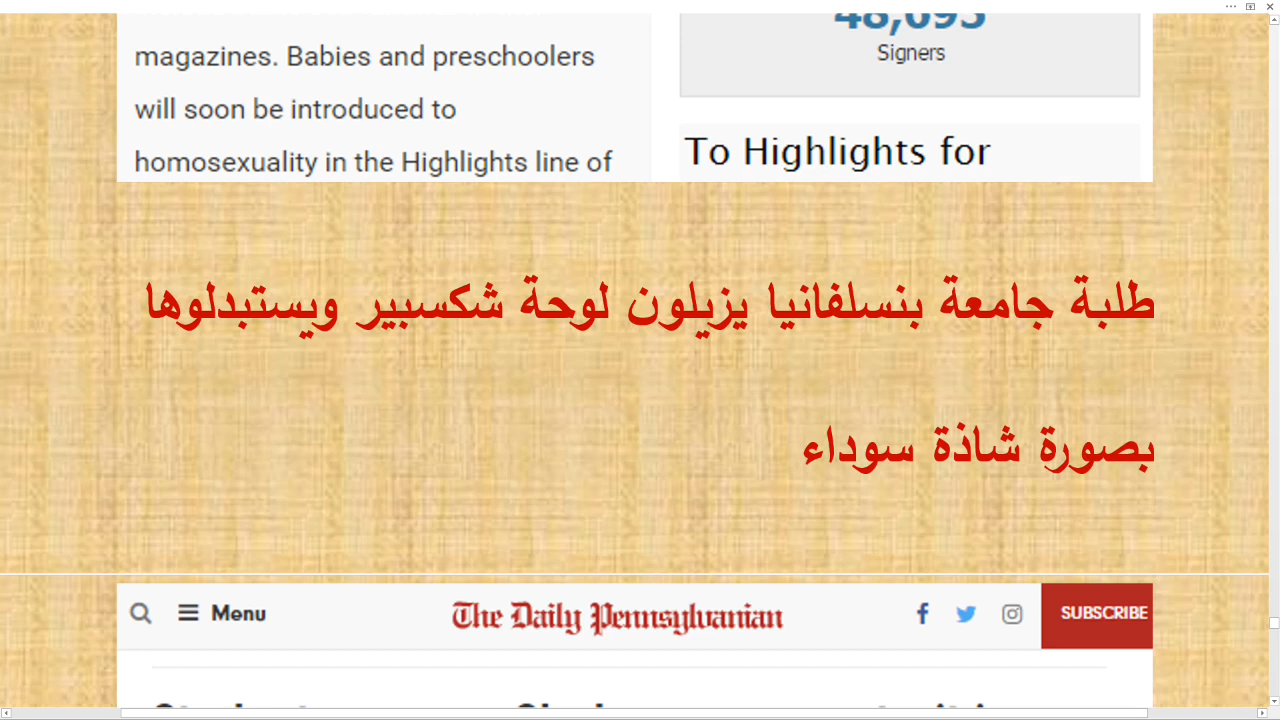 magazines. Babies and preschoolers
will soon be introduced to
homosexuality in the Highlights line of
48,695
Signers
To Highlights for
طلبة جامعة بنسلفانيا يزيلون لوحة شكسبير ويستبدلوها
بصورة شاذة سوداء
Menu
The Daily Pennsylvanian
SUBSCRIBE